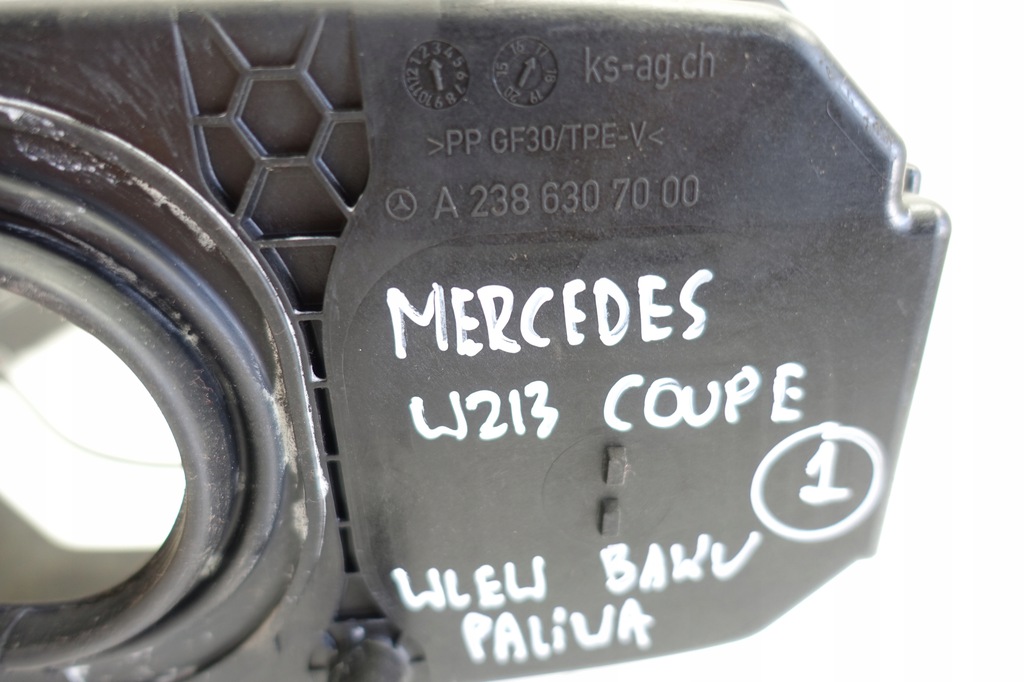 ks-ag.ch
>PP GF30/TPE-V<
A 238 630 70 00
MERCEDES
W213 COUPE
1
WLEW BAKU
PALiWA